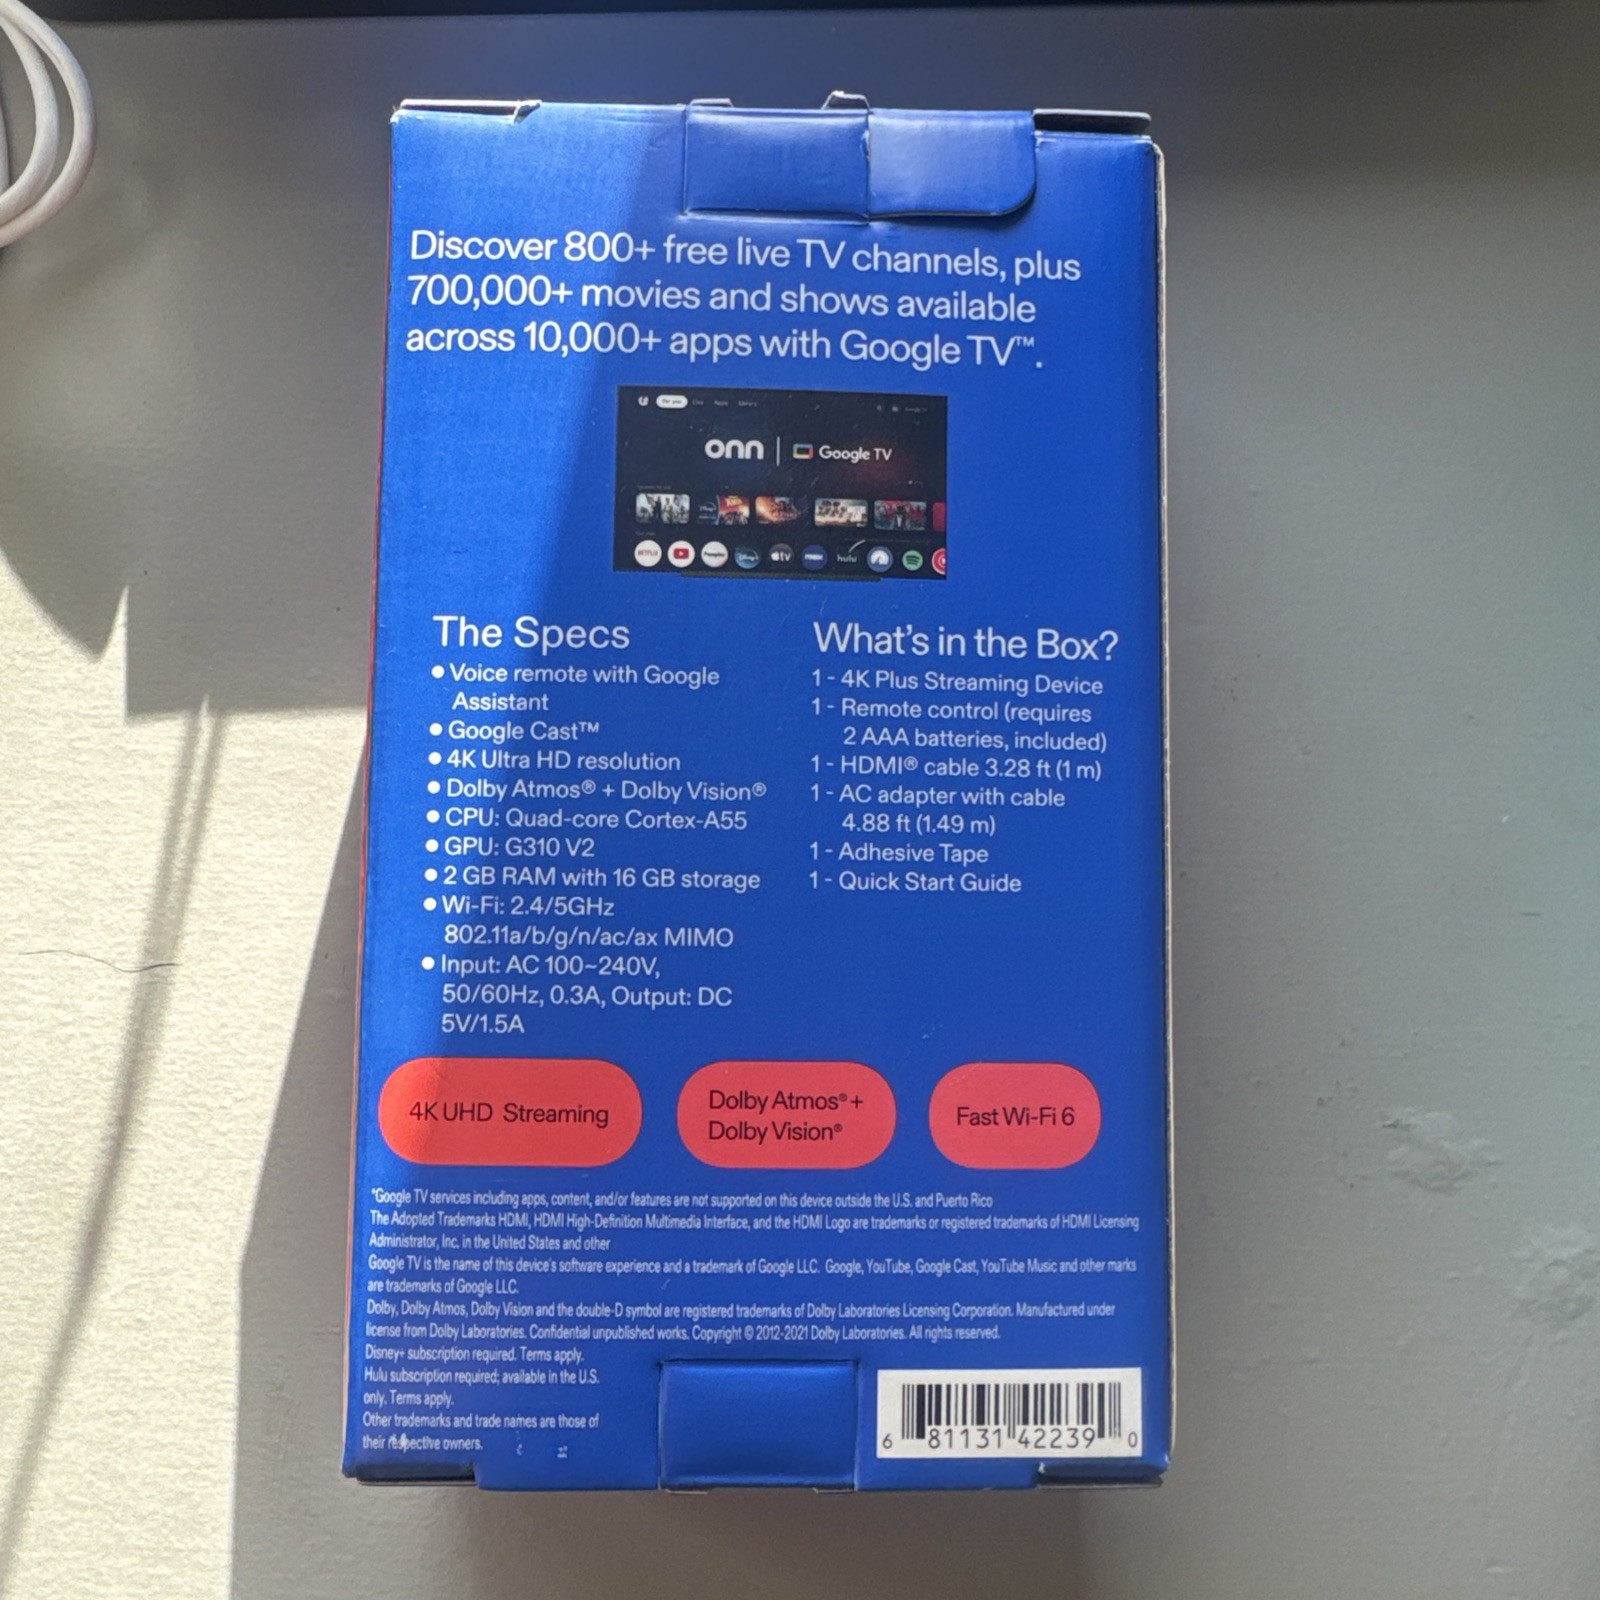 Discover 800+ free live TV channels, plus
700,000+ movies and shows available
across 10,000+ apps with Google TV™.
For you
onn | Google TV
NETFLIX
tv
hulu
The Specs
• Voice remote with Google
Assistant
• Google Cast™
• 4K Ultra HD resolution
• Dolby Atmos® + Dolby Vision®
• CPU: Quad-core Cortex-A55
• GPU: G310 V2
• 2 GB RAM with 16 GB storage
• Wi-Fi: 2.4/5GHz
802.11a/b/g/n/ac/ax MIMO
• Input: AC 100~240V,
50/60Hz, 0.3A, Output: DC
5V/1.5A
What's in the Box?
1 - 4K Plus Streaming Device
1 - Remote control (requires
2 AAA batteries, included)
1 - HDMI® cable 3.28 ft (1 m)
1 - AC adapter with cable
4.88 ft (1.49 m)
1 - Adhesive Tape
1 - Quick Start Guide
4K UHD Streaming
Dolby Atmos® +
Dolby Vision®
Fast Wi-Fi 6
*Google TV services including apps, content, and/or features are not supported on this device outside the U.S. and Puerto Rico
The Adopted Trademarks HDMI, HDMI High-Definition Multimedia Interface, and the HDMI Logo are trademarks or registered trademarks of HDMI Licensing
Administrator, Inc. in the United States and other
Google TV is the name of this device's software experience and a trademark of Google LLC. Google, YouTube, Google Cast, YouTube Music and other marks
are trademarks of Google LLC.
Dolby, Dolby Atmos, Dolby Vision and the double-D symbol are registered trademarks of Dolby Laboratories Licensing Corporation. Manufactured under
license from Dolby Laboratories. Confidential unpublished works. Copyright © 2012-2021 Dolby Laboratories. All rights reserved.
Disney+ subscription required. Terms apply.
Hulu subscription required; available in the U.S.
only. Terms apply.
Other trademarks and trade names are those of
their respective owners.
6 81131 42239 0